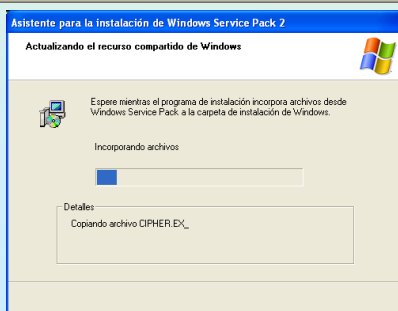 Asistente para la instalación de Windows Service Pack 2
Actualizando el recurso compartido de Windows
Espere mientras el programa de instalación incorpora archivos desde
Windows Service Pack a la carpeta de instalación de Windows.
Incorporando archivos
Detalles
Copiando archivo CIPHER.EX_